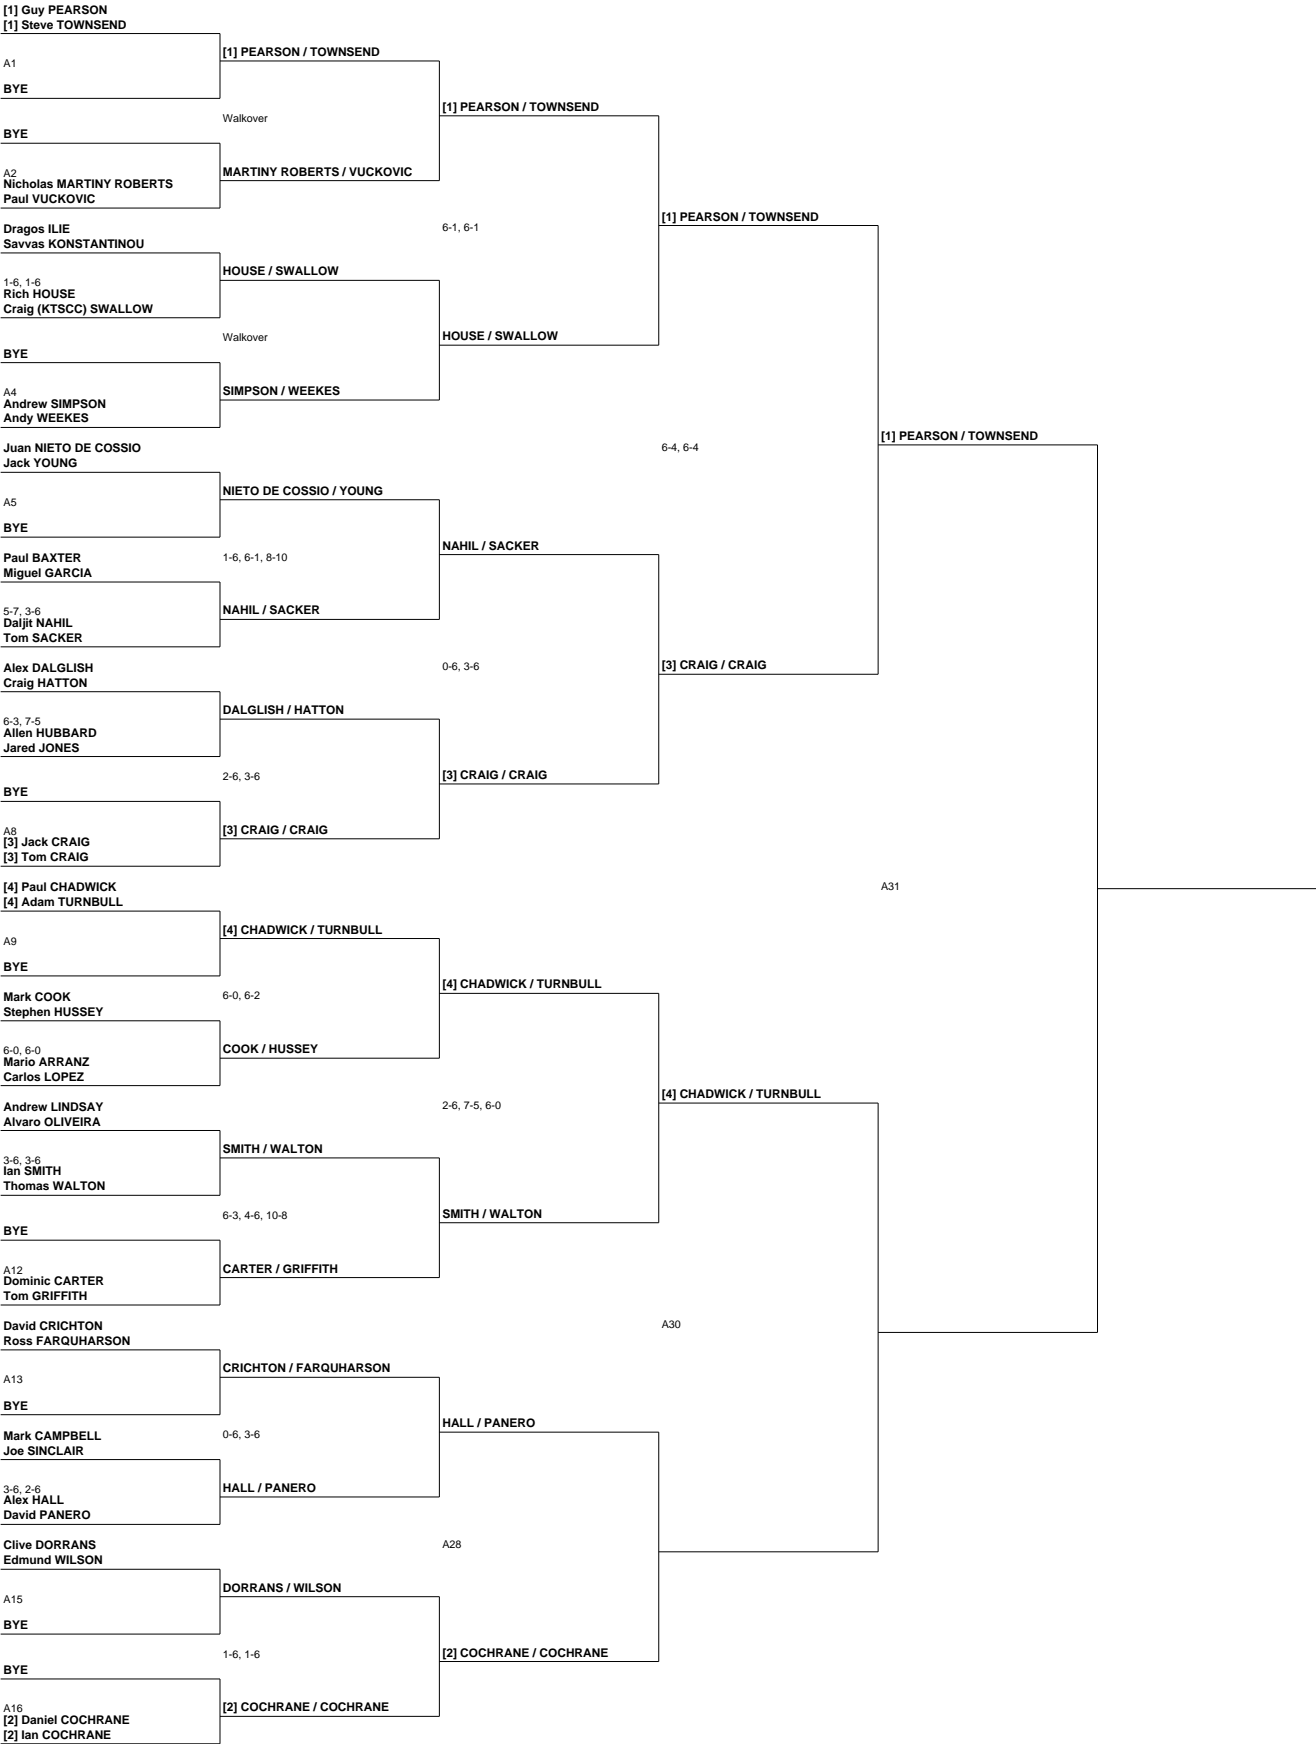 [1] Guy PEARSON
[1] Steve TOWNSEND
[1] PEARSON / TOWNSEND
A1
BYE
[1] PEARSON / TOWNSEND
Walkover
BYE
A2
MARTINY ROBERTS / VUCKOVIC
Nicholas MARTINY ROBERTS
Paul VUCKOVIC
[1] PEARSON / TOWNSEND
Dragos ILIE
Savvas KONSTANTINOU
6-1, 6-1
HOUSE / SWALLOW
1-6, 1-6
Rich HOUSE
Craig (KTSCC) SWALLOW
Walkover
HOUSE / SWALLOW
BYE
A4
SIMPSON / WEEKES
Andrew SIMPSON
Andy WEEKES
[1] PEARSON / TOWNSEND
Juan NIETO DE COSSIO
Jack YOUNG
6-4, 6-4
NIETO DE COSSIO / YOUNG
A5
BYE
NAHIL / SACKER
Paul BAXTER
Miguel GARCIA
1-6, 6-1, 8-10
5-7, 3-6
NAHIL / SACKER
Daljit NAHIL
Tom SACKER
Alex DALGLISH
Craig HATTON
0-6, 3-6
[3] CRAIG / CRAIG
DALGLISH / HATTON
6-3, 7-5
Allen HUBBARD
Jared JONES
2-6, 3-6
[3] CRAIG / CRAIG
BYE
A8
[3] CRAIG / CRAIG
[3] Jack CRAIG
[3] Tom CRAIG
[4] Paul CHADWICK
[4] Adam TURNBULL
A31
[4] CHADWICK / TURNBULL
A9
BYE
[4] CHADWICK / TURNBULL
Mark COOK
Stephen HUSSEY
6-0, 6-2
6-0, 6-0
COOK / HUSSEY
Mario ARRANZ
Carlos LOPEZ
[4] CHADWICK / TURNBULL
Andrew LINDSAY
Alvaro OLIVEIRA
2-6, 7-5, 6-0
SMITH / WALTON
3-6, 3-6
Ian SMITH
Thomas WALTON
6-3, 4-6, 10-8
SMITH / WALTON
BYE
A12
CARTER / GRIFFITH
Dominic CARTER
Tom GRIFFITH
David CRICHTON
Ross FARQUHARSON
A30
CRICHTON / FARQUHARSON
A13
BYE
HALL / PANERO
Mark CAMPBELL
Joe SINCLAIR
0-6, 3-6
3-6, 2-6
HALL / PANERO
Alex HALL
David PANERO
Clive DORRANS
Edmund WILSON
A28
DORRANS / WILSON
A15
BYE
1-6, 1-6
[2] COCHRANE / COCHRANE
BYE
A16
[2] COCHRANE / COCHRANE
[2] Daniel COCHRANE
[2] Ian COCHRANE